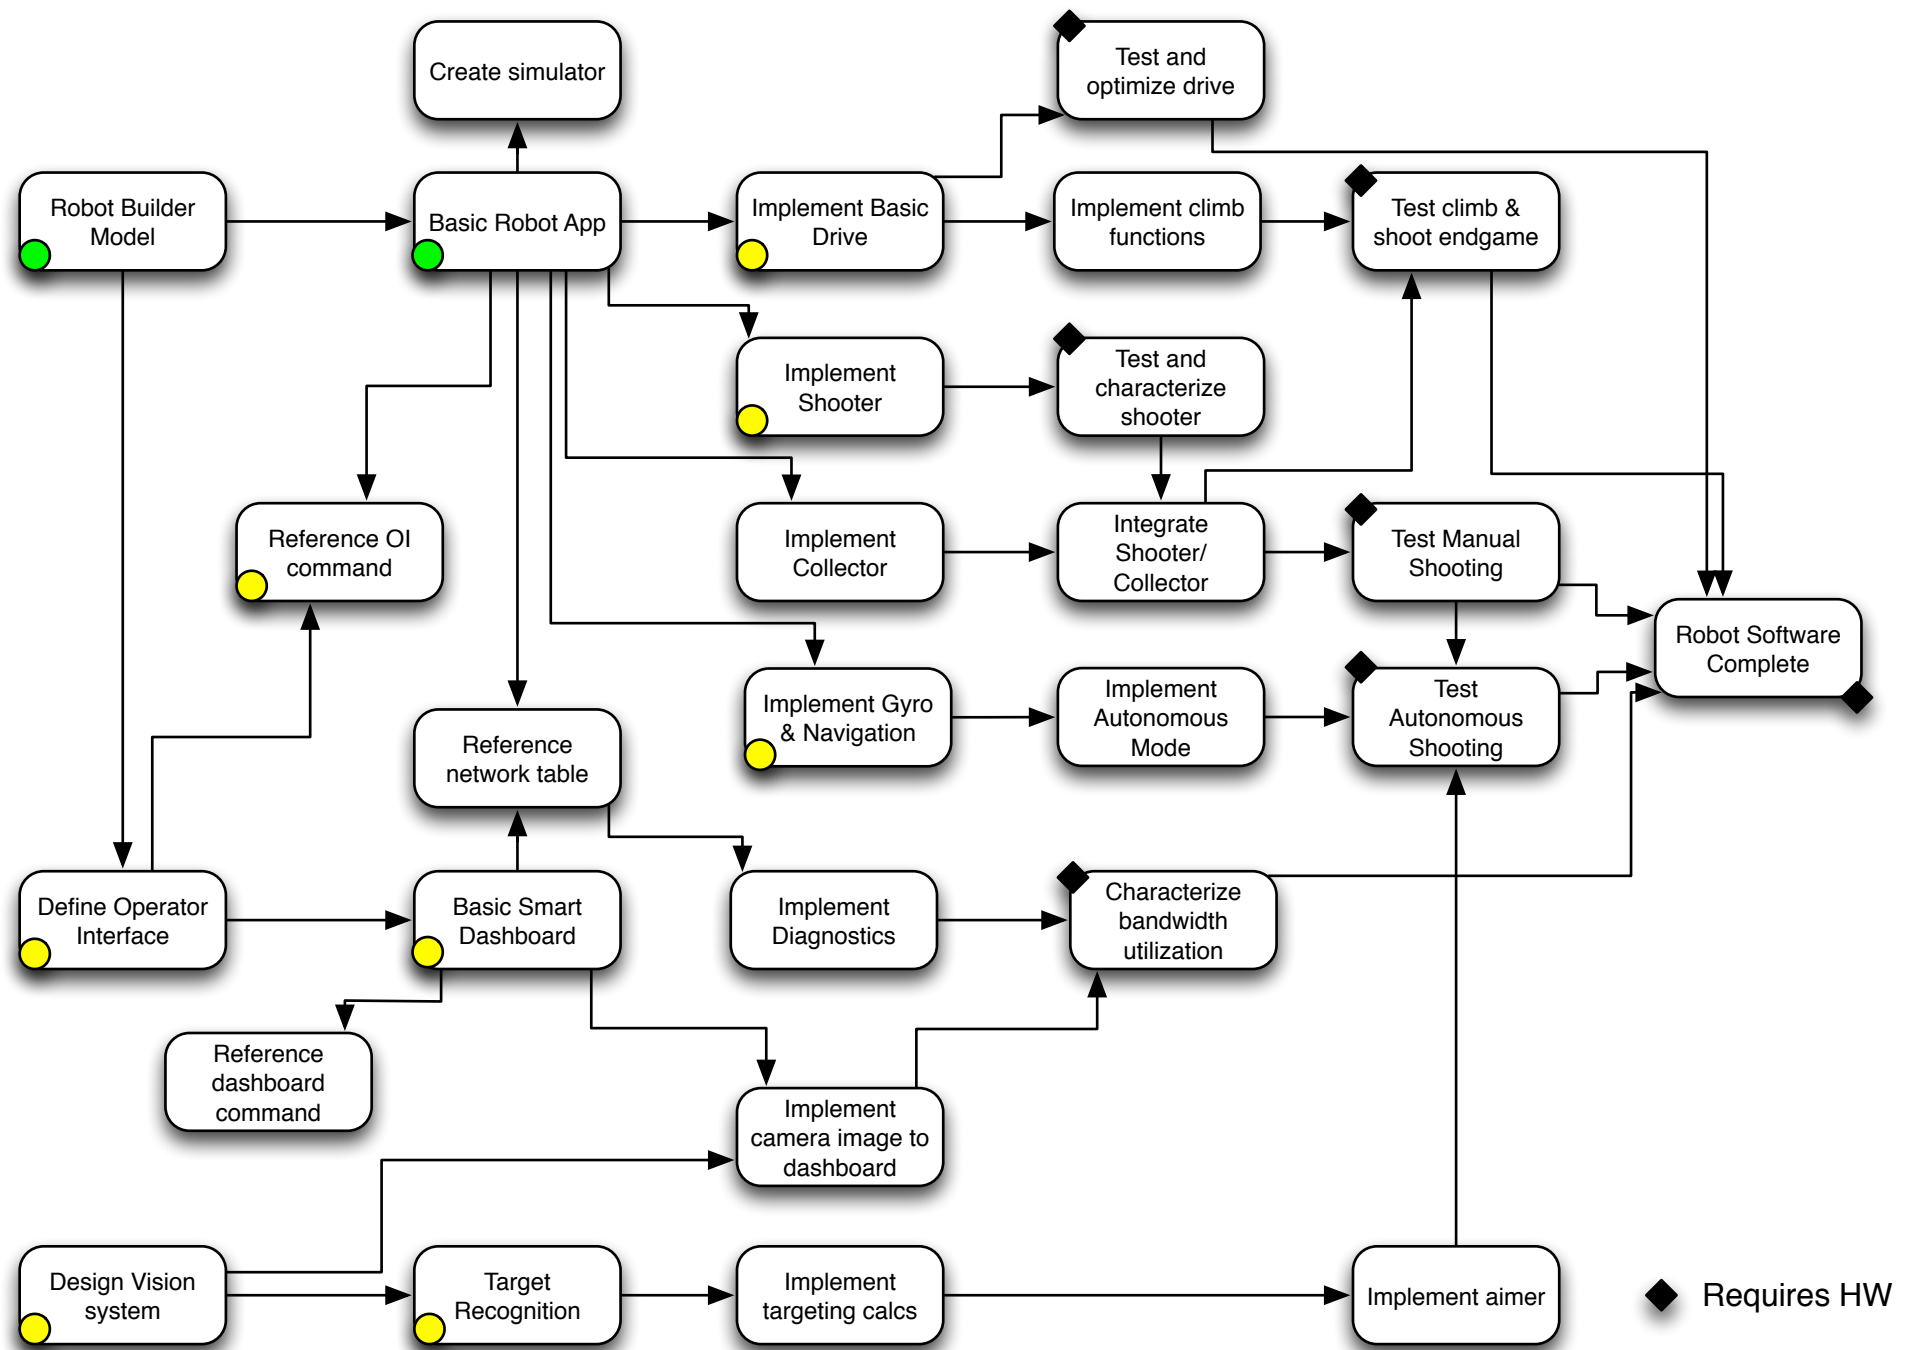 Create simulator
Test and
optimize drive
Robot Builder
Model
Basic Robot App
Implement Basic
Drive
Implement climb
functions
Test climb &
shoot endgame
Implement
Shooter
Test and
characterize
shooter
Reference OI
command
Implement
Collector
Integrate
Shooter/
Collector
Test Manual
Shooting
Robot Software
Complete
Reference
network table
Implement Gyro
& Navigation
Implement
Autonomous
Mode
Test
Autonomous
Shooting
Define Operator
Interface
Basic Smart
Dashboard
Implement
Diagnostics
Characterize
bandwidth
utilization
Reference
dashboard
command
Implement
camera image to
dashboard
Design Vision
system
Target
Recognition
Implement
targeting calcs
Implement aimer
Requires HW